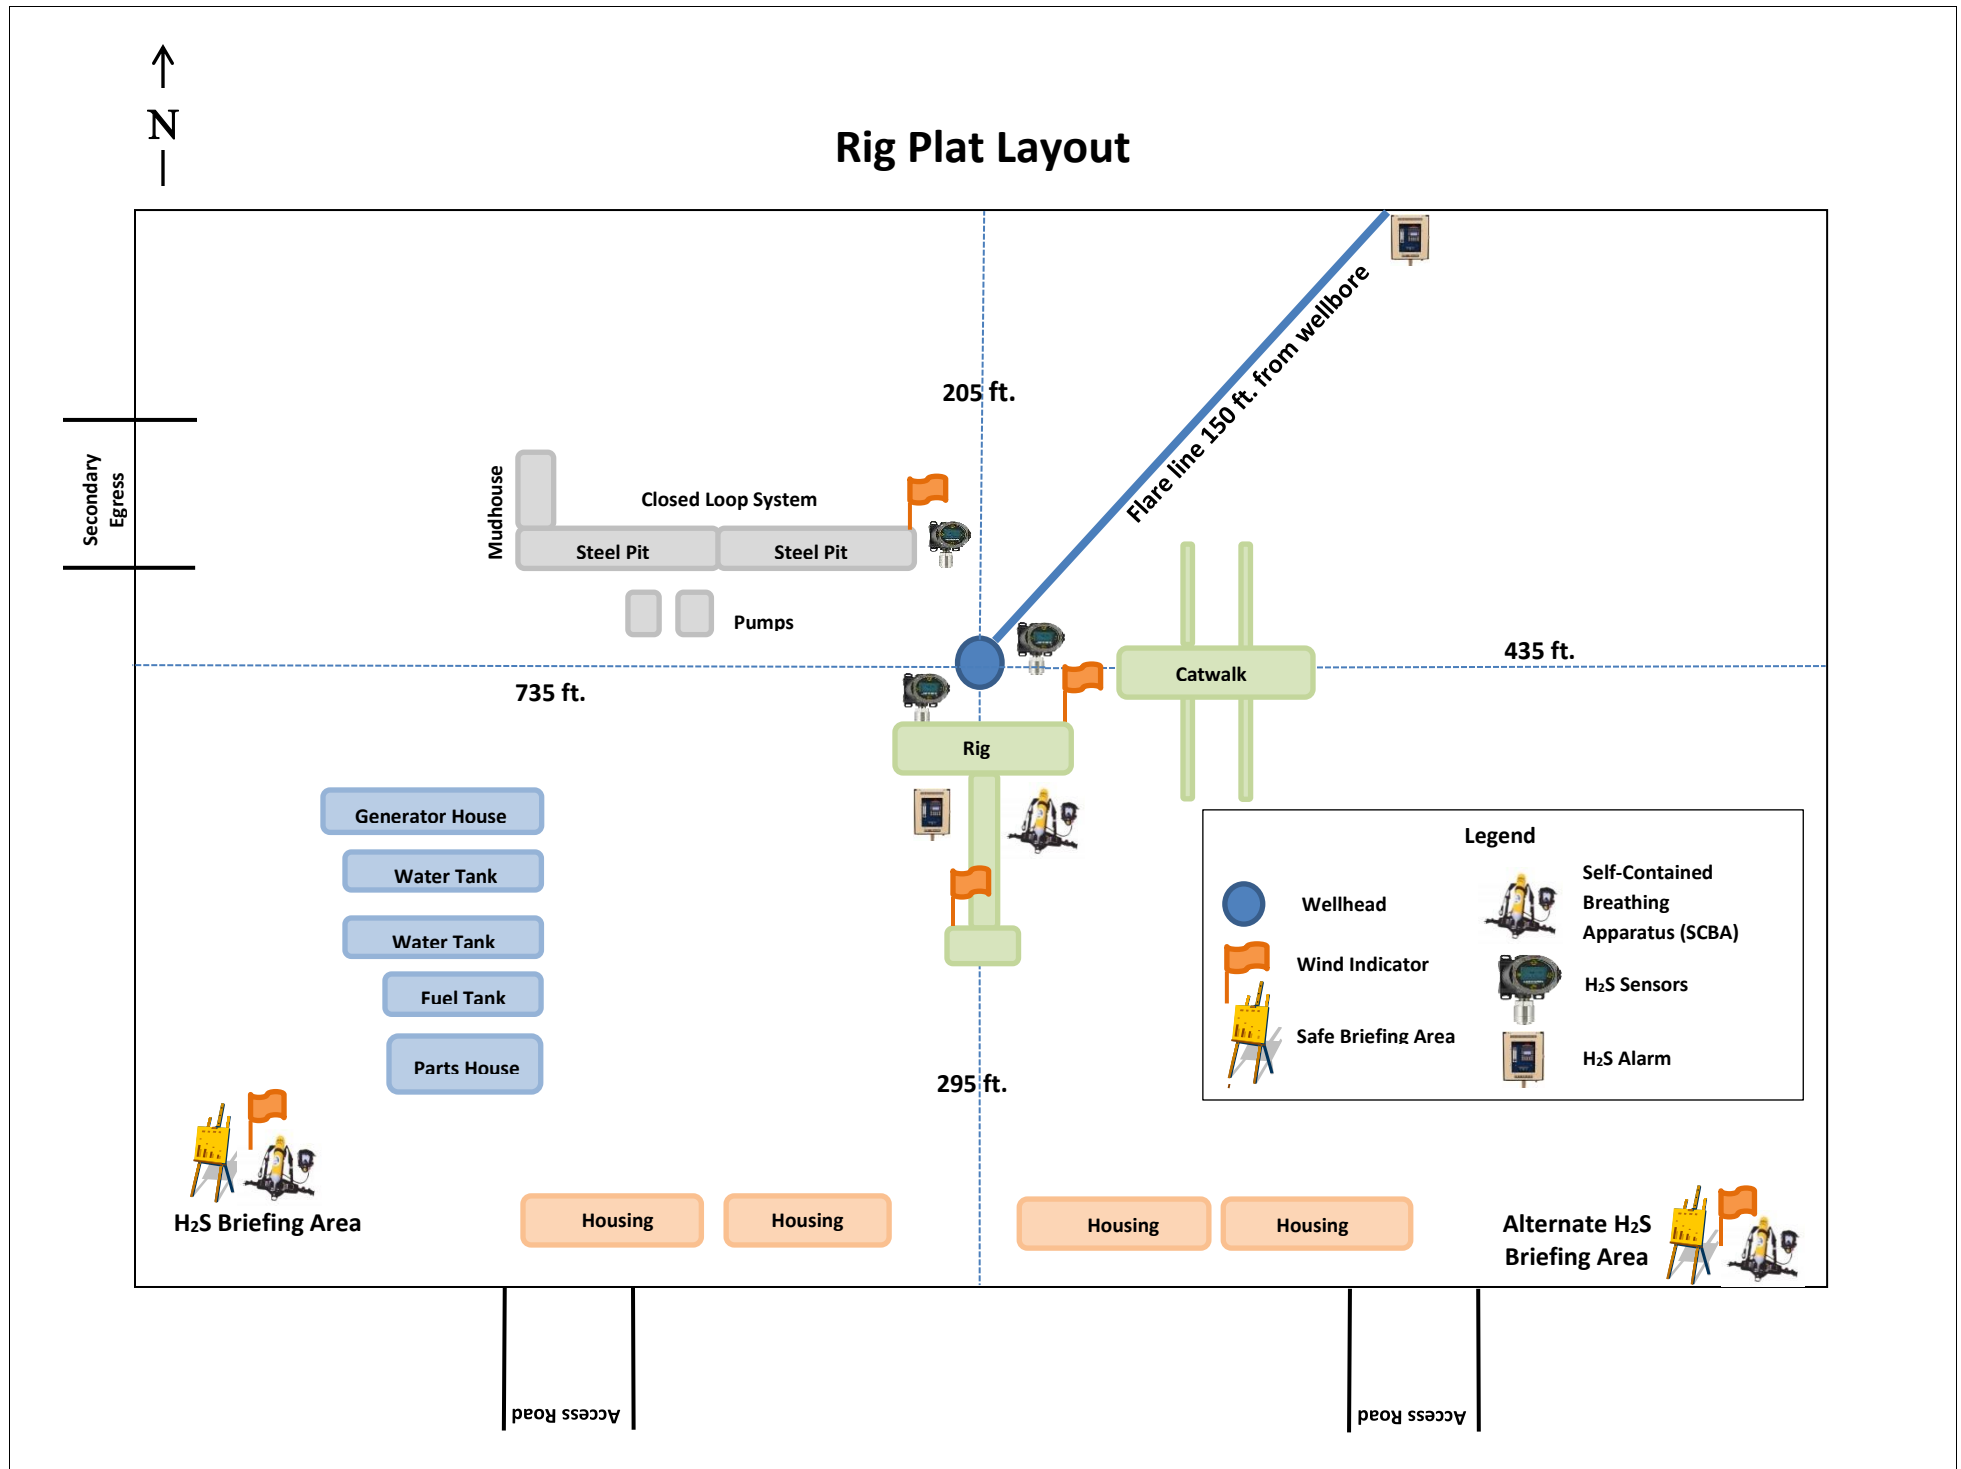 N
Rig Plat Layout
Flare line 150 ft. from wellbore
205 ft.
Secondary
Egress
Mudhouse
Closed Loop System
Steel Pit
Steel Pit
Pumps
735 ft.
435 ft.
Catwalk
Rig
Generator House
Water Tank
Water Tank
Fuel Tank
Parts House
295 ft.
Legend
Wellhead
Wind Indicator
Safe Briefing Area
Self-Contained
Breathing
Apparatus (SCBA)
H2S Sensors
H2S Alarm
H2S Briefing Area
Housing
Housing
Housing
Housing
Alternate H2S
Briefing Area
Access Road
Access Road